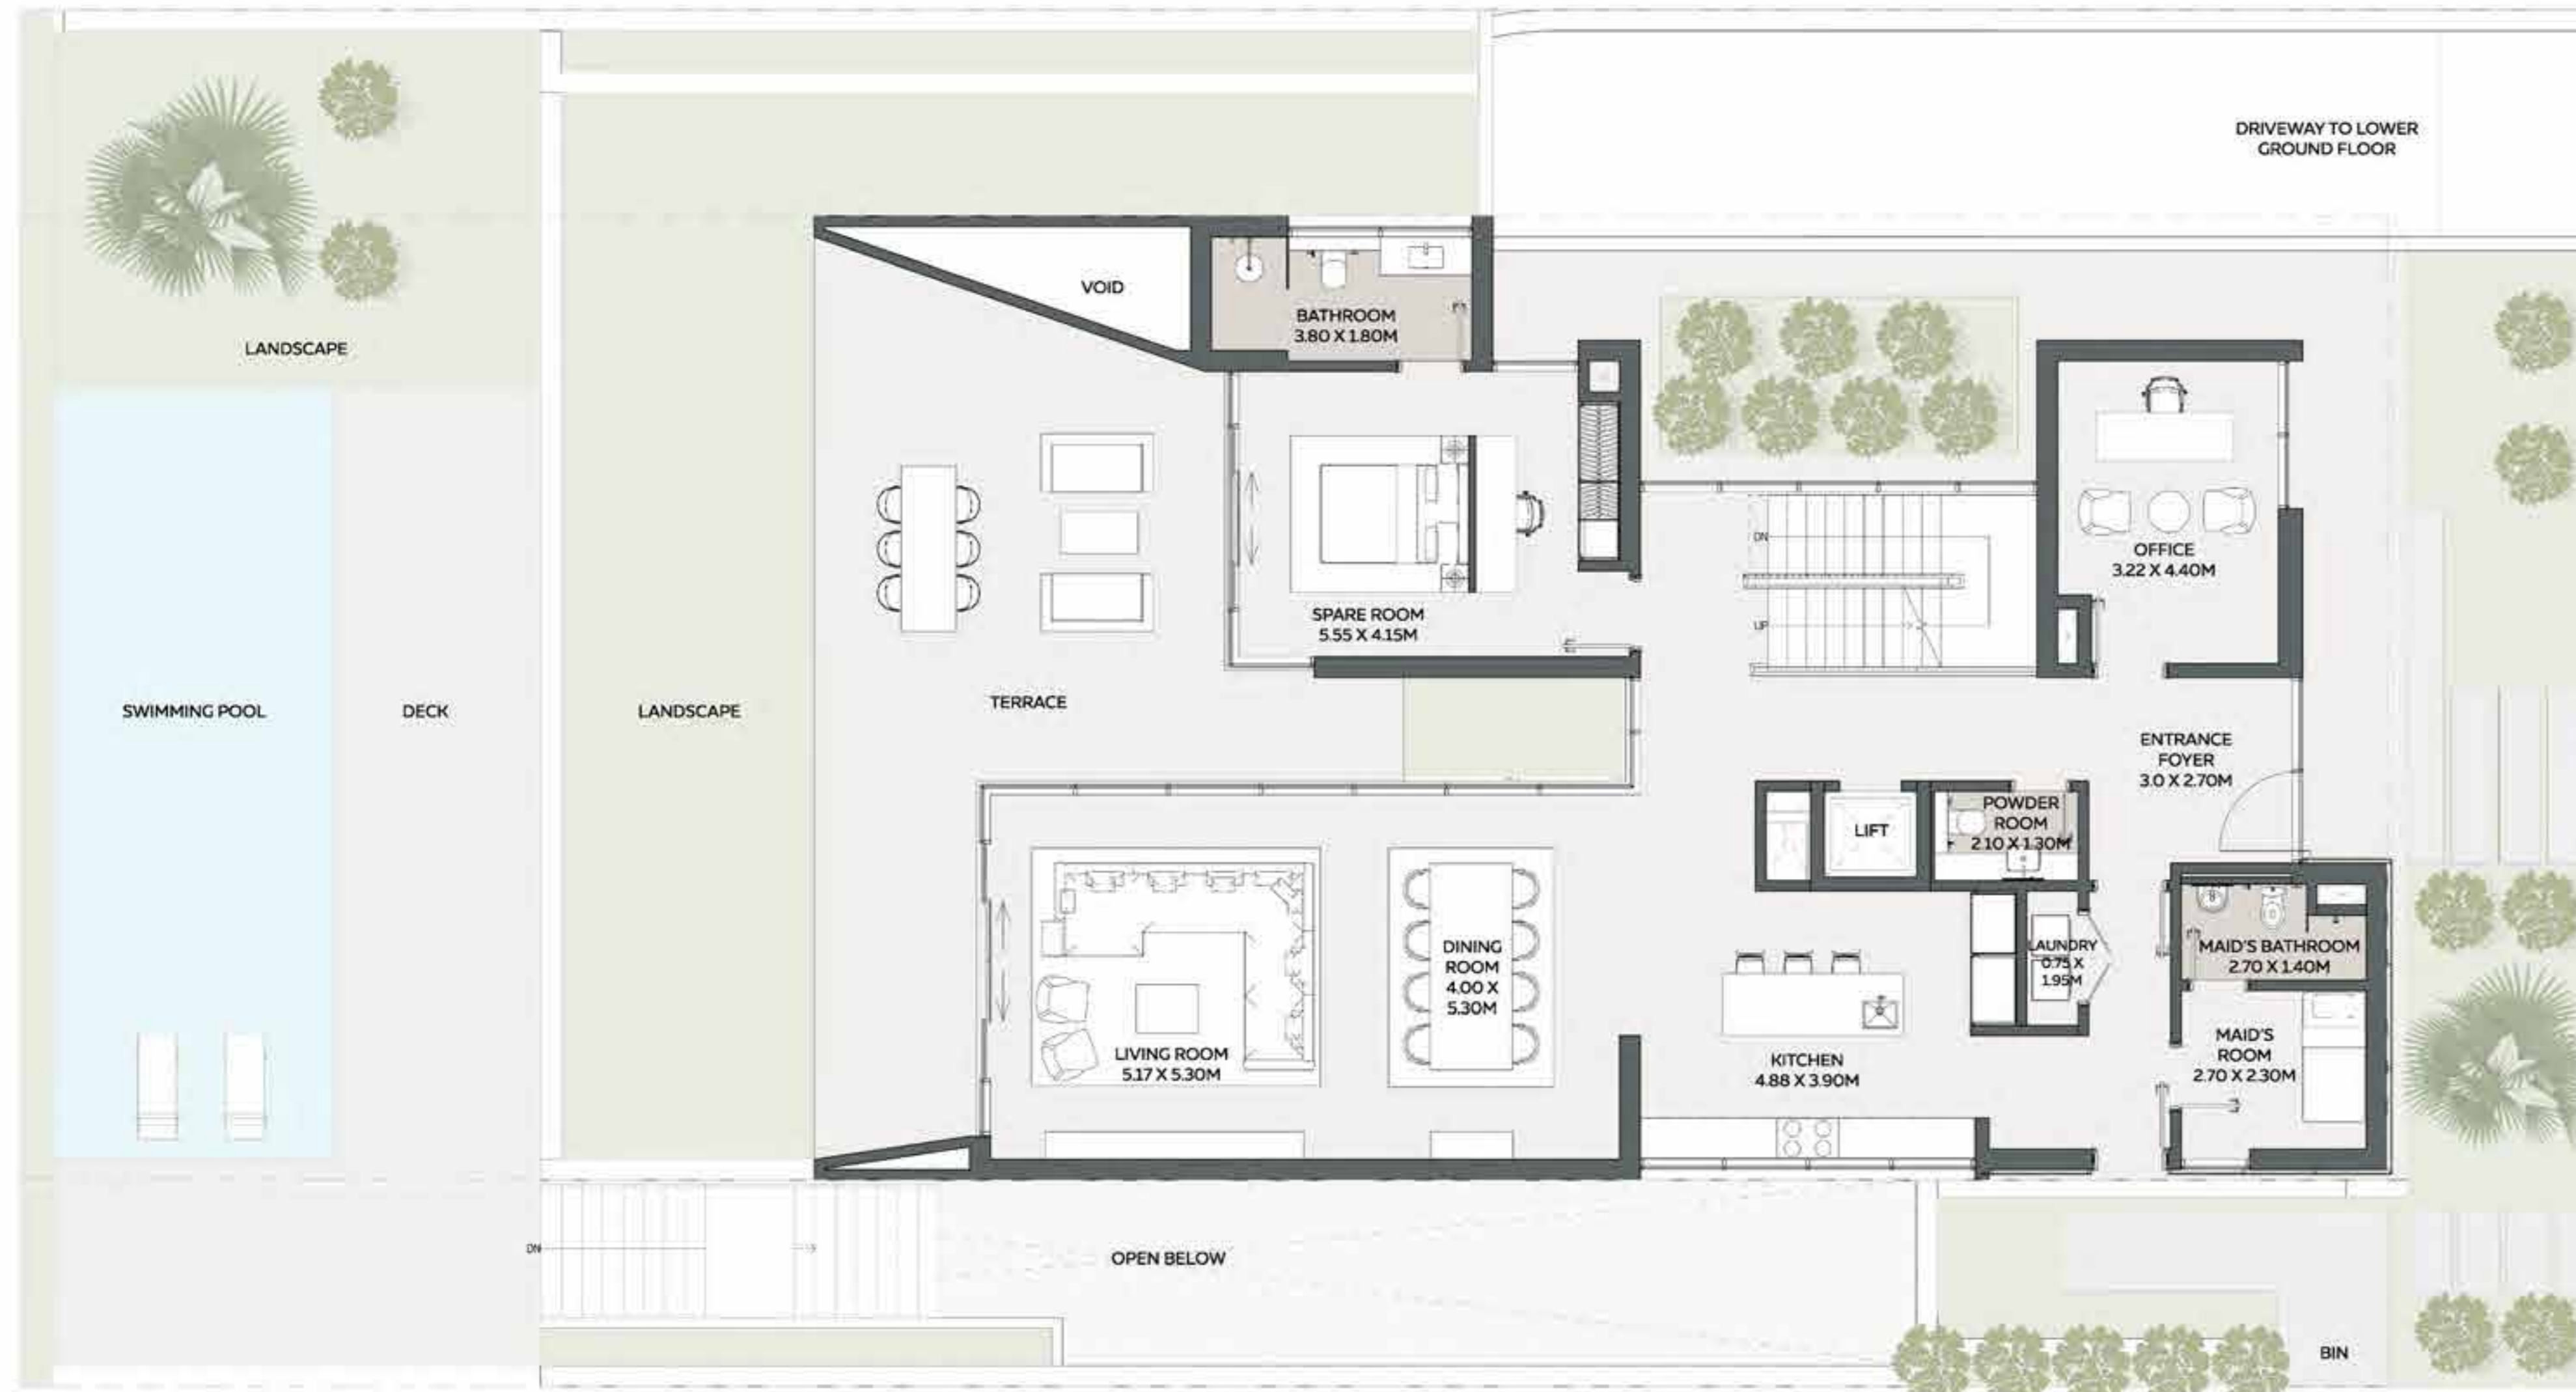 DRIVEWAY TO LOWER
GROUND FLOOR
VOID
BATHROOM
3.80 X 1.80M
LANDSCAPE
OFFICE
3.22 X 4.40M
DN
UP
SPARE ROOM
5.55 X 4.15M
SWIMMING POOL
DECK
LANDSCAPE
TERRACE
ENTRANCE
FOYER
3.0 X 2.70M
POWDER
ROOM
2.10 X 1.30M
LIFT
LAUNDRY
0.75 X
1.95M
MAID'S BATHROOM
2.70 X 1.40M
DINING
ROOM
4.00 X
5.30M
LIVING ROOM
5.17 X 5.30M
KITCHEN
4.88 X 3.90M
MAID'S
ROOM
2.70 X 2.30M
DN
OPEN BELOW
BIN